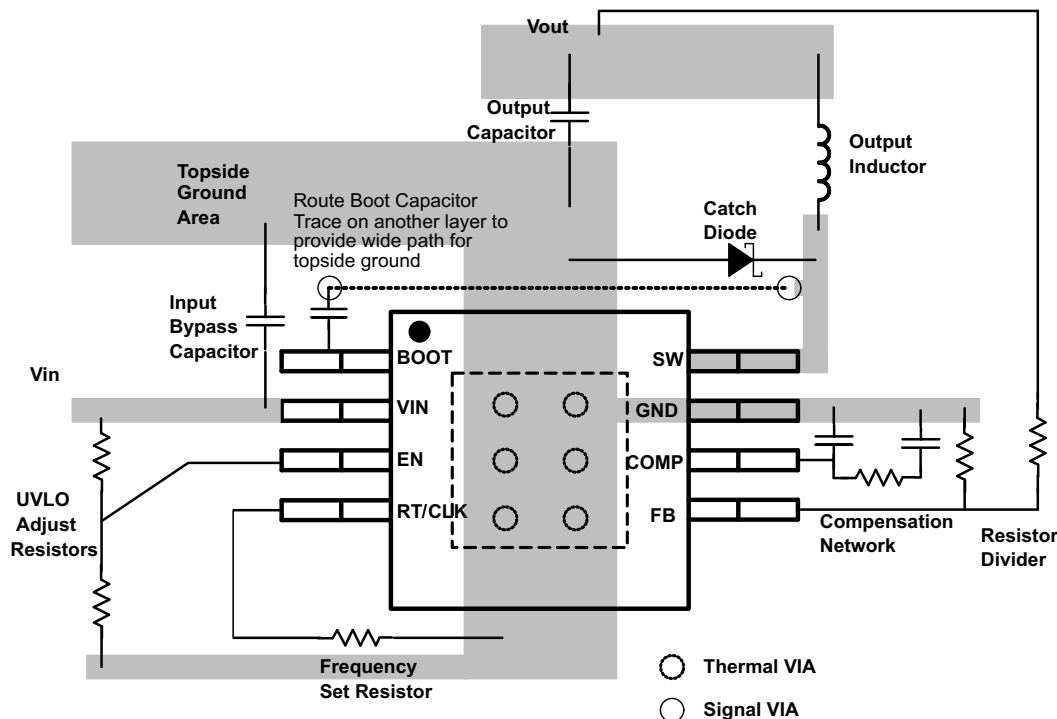 Vout
Output
Capacitor
Output
Inductor
Topside
Ground
Area
Route Boot Capacitor
Trace on another layer to
provide wide path for
topside ground
Catch
Diode
Input
Bypass
Capacitor
Vin
BOOT
SW
VIN
GND
EN
COMP
RT/CLK
FB
UVLO
Adjust
Resistors
Compensation
Network
Resistor
Divider
Frequency
Set Resistor
Thermal VIA
Signal VIA